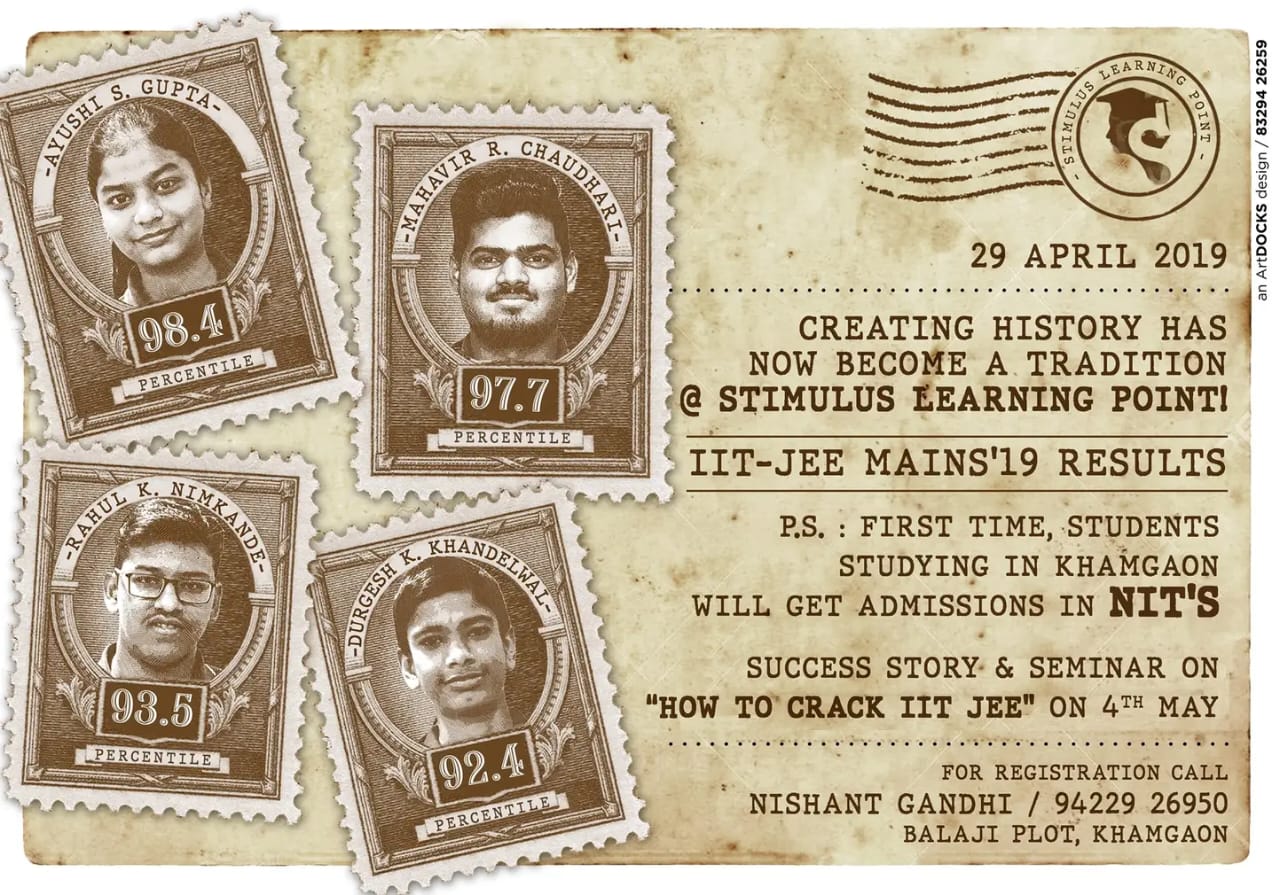 -AYUSHI S. GUPTA-
98.4
PERCENTILE
-MAHAVIR R. CHAUDHARI-
97.7
PERCENTILE
-RAHUL K. NIMKANDE-
93.5
PERCENTILE
-DURGESH K. KHANDELWAL-
92.4
PERCENTILE
- STIMULUS LEARNING POINT -
S
29 APRIL 2019
CREATING HISTORY HAS
NOW BECOME A TRADITION
@ STIMULUS LEARNING POINT!
IIT-JEE MAINS'19 RESULTS
P.S. : FIRST TIME, STUDENTS
STUDYING IN KHAMGAON
WILL GET ADMISSIONS IN NIT'S
SUCCESS STORY & SEMINAR ON
“HOW TO CRACK IIT JEE" ON 4TH MAY
FOR REGISTRATION CALL
NISHANT GANDHI / 94229 26950
BALAJI PLOT, KHAMGAON
an ArtDOCKS design / 83294 26259